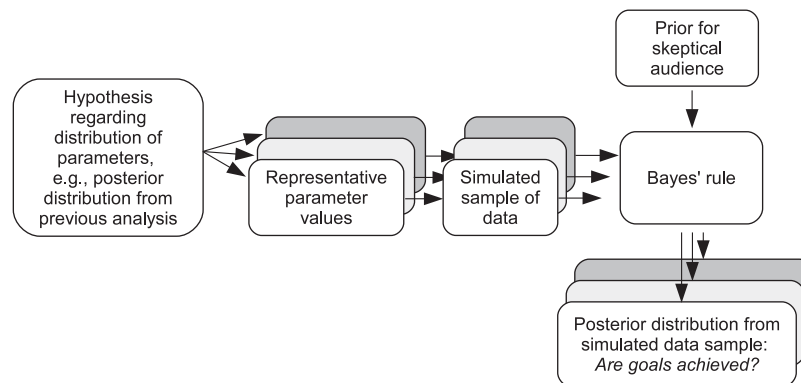 Prior for
skeptical
audience
Hypothesis
regarding
distribution of
parameters,
e.g., posterior
distribution from
previous analysis
Representative
parameter
values
Simulated
sample of
data
Bayes' rule
Posterior distribution from
simulated data sample:
Are goals achieved?